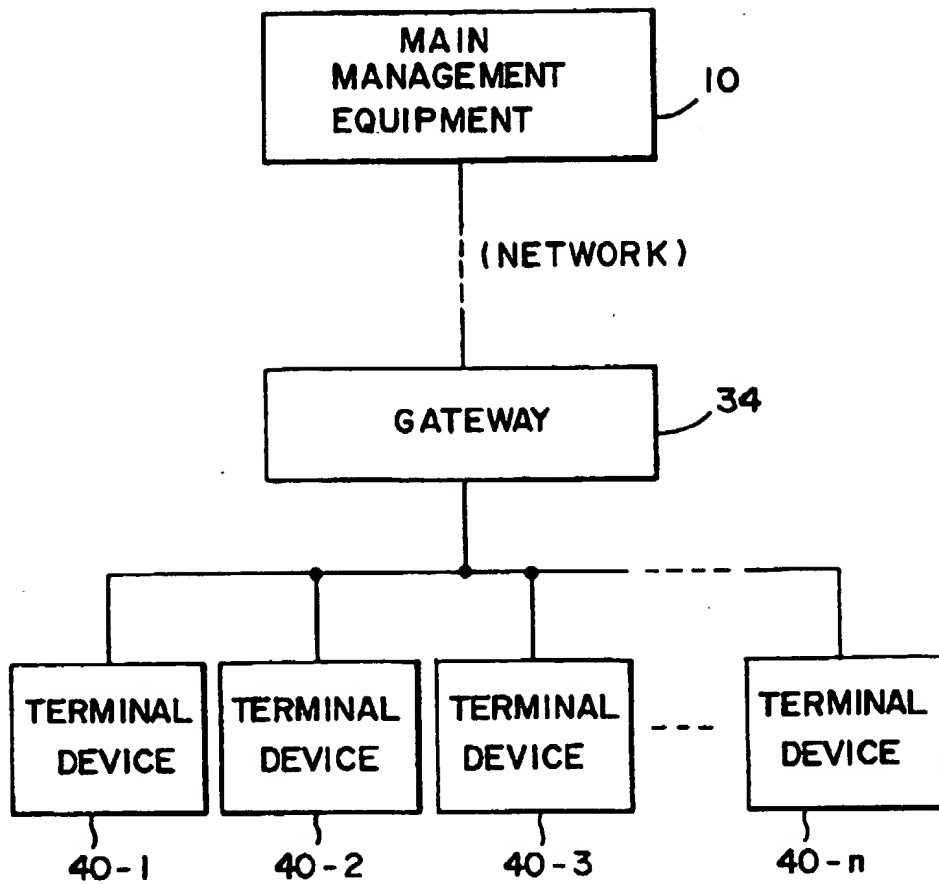 MAIN
MANAGEMENT
EQUIPMENT
10
(NETWORK)
GATEWAY
34
TERMINAL
DEVICE
TERMINAL
DEVICE
TERMINAL
DEVICE
TERMINAL
DEVICE
40-1
40-2
40-3
40-n